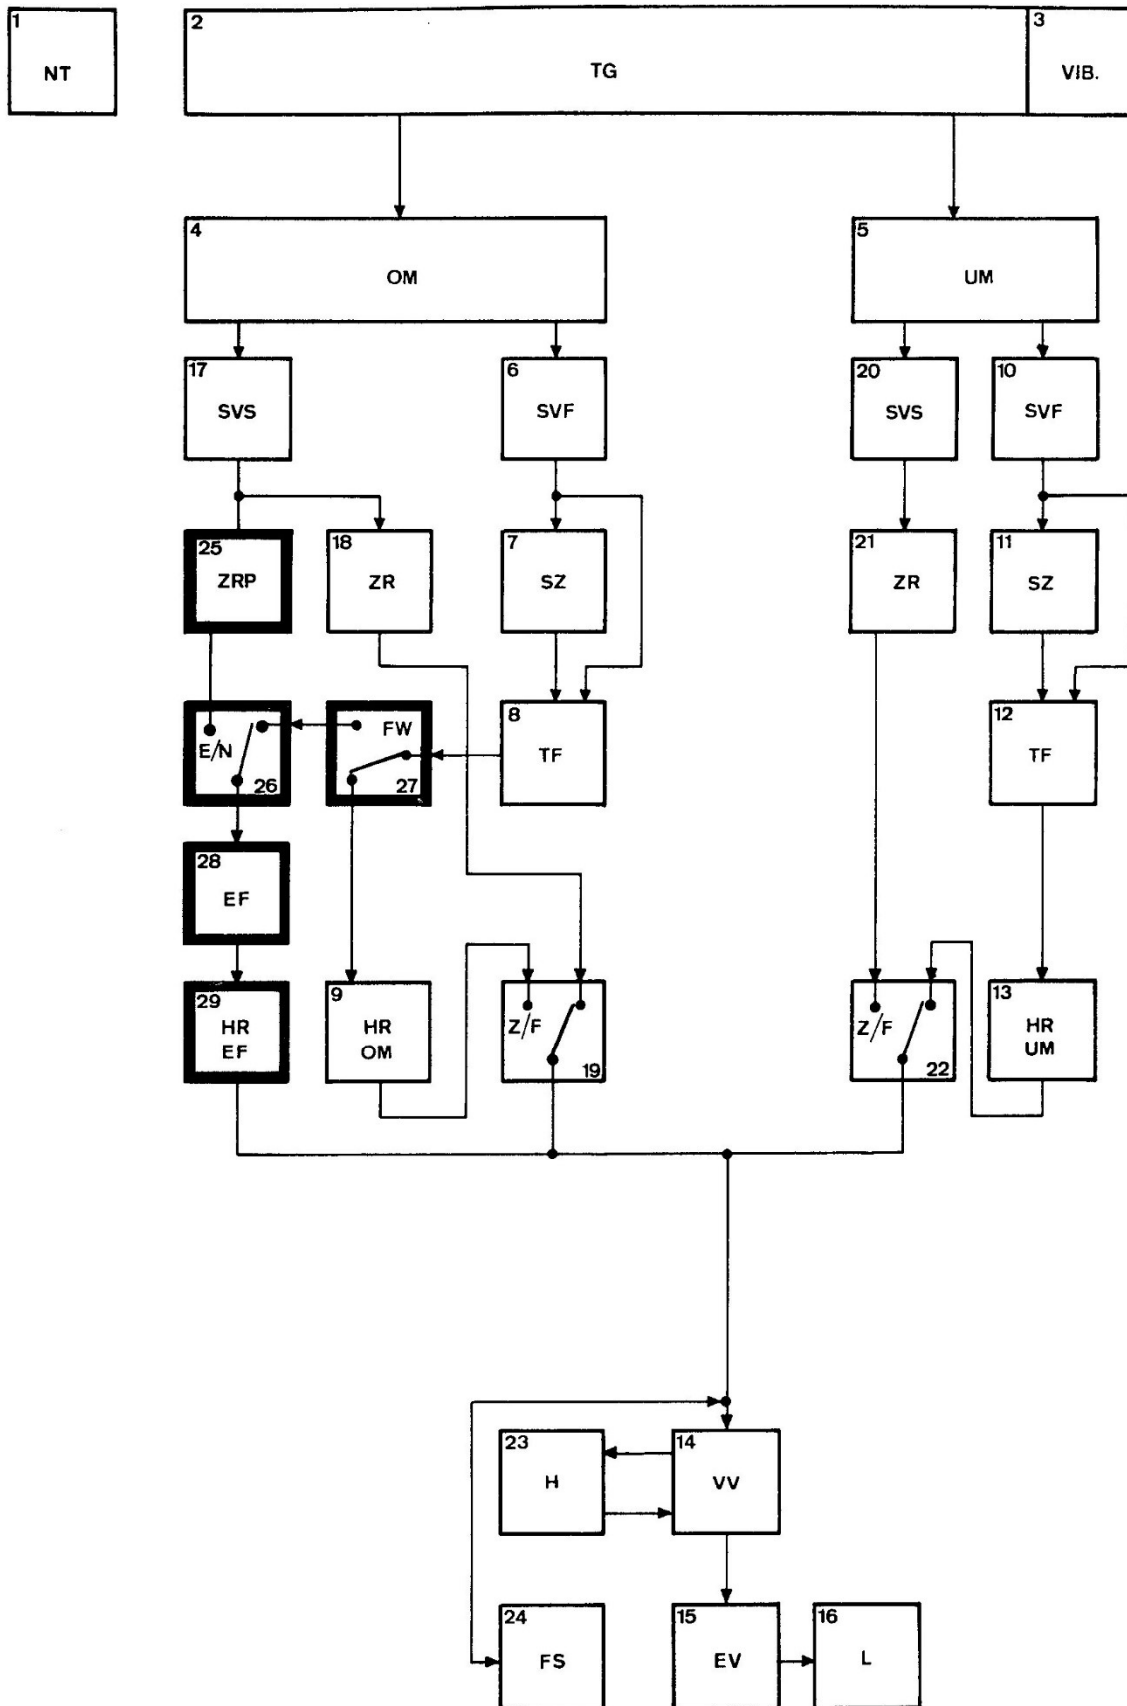 1
NT
2
TG
3
VIB.
4
OM
5
UM
17
SVS
6
SVF
20
SVS
10
SVF
25
ZRP
18
ZR
7
SZ
21
ZR
11
SZ
E/N
26
FW
27
8
TF
12
TF
28
EF
29
HR
EF
9
HR
OM
Z/F
19
Z/F
22
13
HR
UM
23
H
14
VV
24
FS
15
EV
16
L